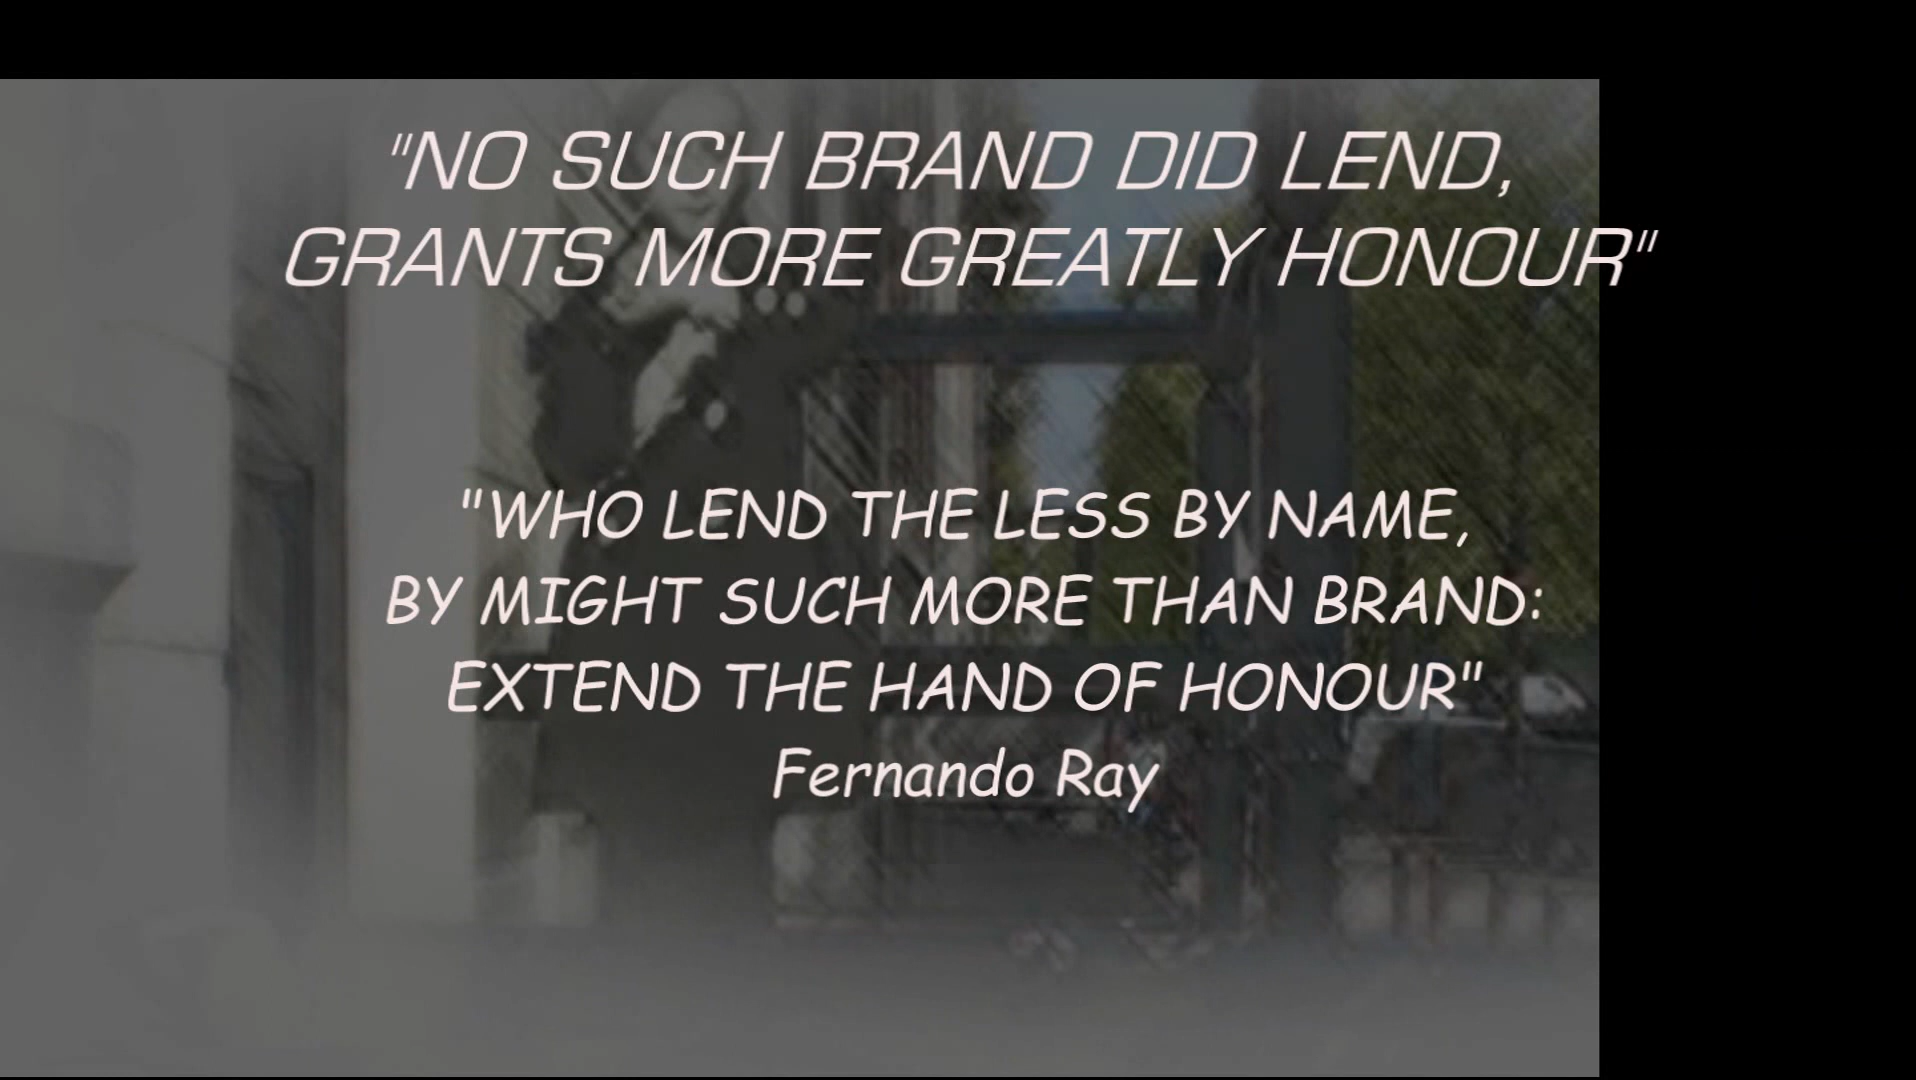 "NO SUCH BRAND DID LEND,
GRANTS MORE GREATLY HONOUR"
"WHO LEND THE LESS BY NAME,
BY MIGHT SUCH MORE THAN BRAND:
EXTEND THE HAND OF HONOUR"
Fernando Ray